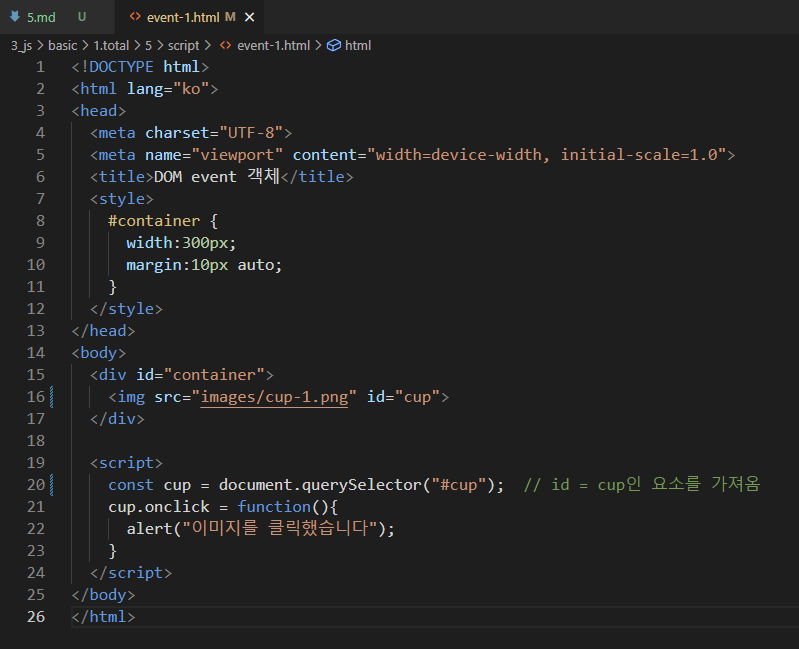 5.md U event-1.html M
3_js > basic > 1.total > 5 > script > event-1.html > html
1 <!DOCTYPE html>
2 <html lang="ko">
3 <head>
4 <meta charset="UTF-8">
5 <meta name="viewport" content="width=device-width, initial-scale=1.0">
6 <title>DOM event 객체</title>
7 <style>
8 #container {
9 width:300px;
10 margin:10px auto;
11 }
12 </style>
13 </head>
14 <body>
15 <div id="container">
16 <img src="images/cup-1.png" id="cup">
17 </div>
18
19 <script>
20 const cup = document.querySelector("#cup"); // id = cup인 요소를 가져옴
21 cup.onclick = function(){
22 alert("이미지를 클릭했습니다");
23 }
24 </script>
25 </body>
26 </html>